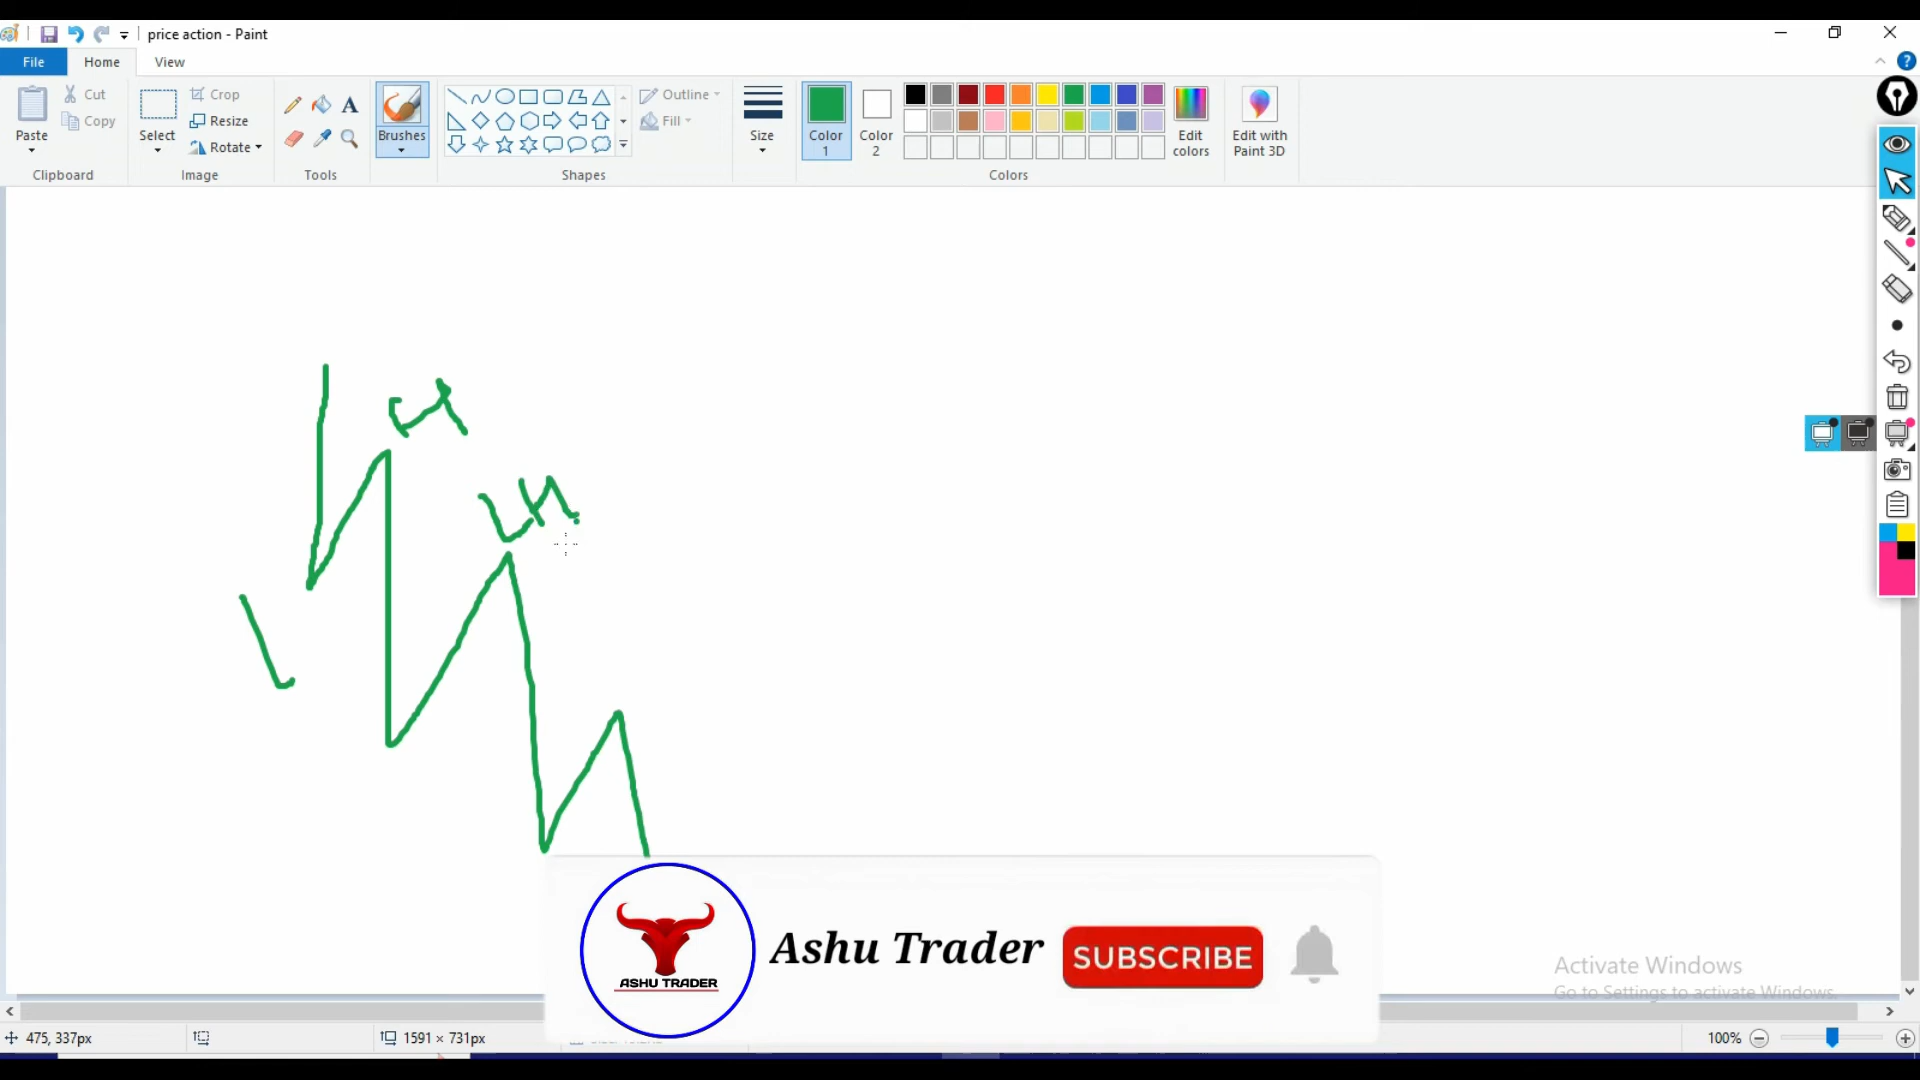 price action - Paint
File Home View
Paste
Cut
Copy
Clipboard
Select
Crop
Resize
Rotate
Image
Tools
Brushes
Shapes
Outline
Fill
Size
Color
1
Color
2
Edit
colors
Colors
Edit with
Paint 3D
LH
L
ASHU TRADER
Ashu Trader
SUBSCRIBE
Activate Windows
Go to Settings to activate Windows.
475, 337px
1591 × 731px
100%